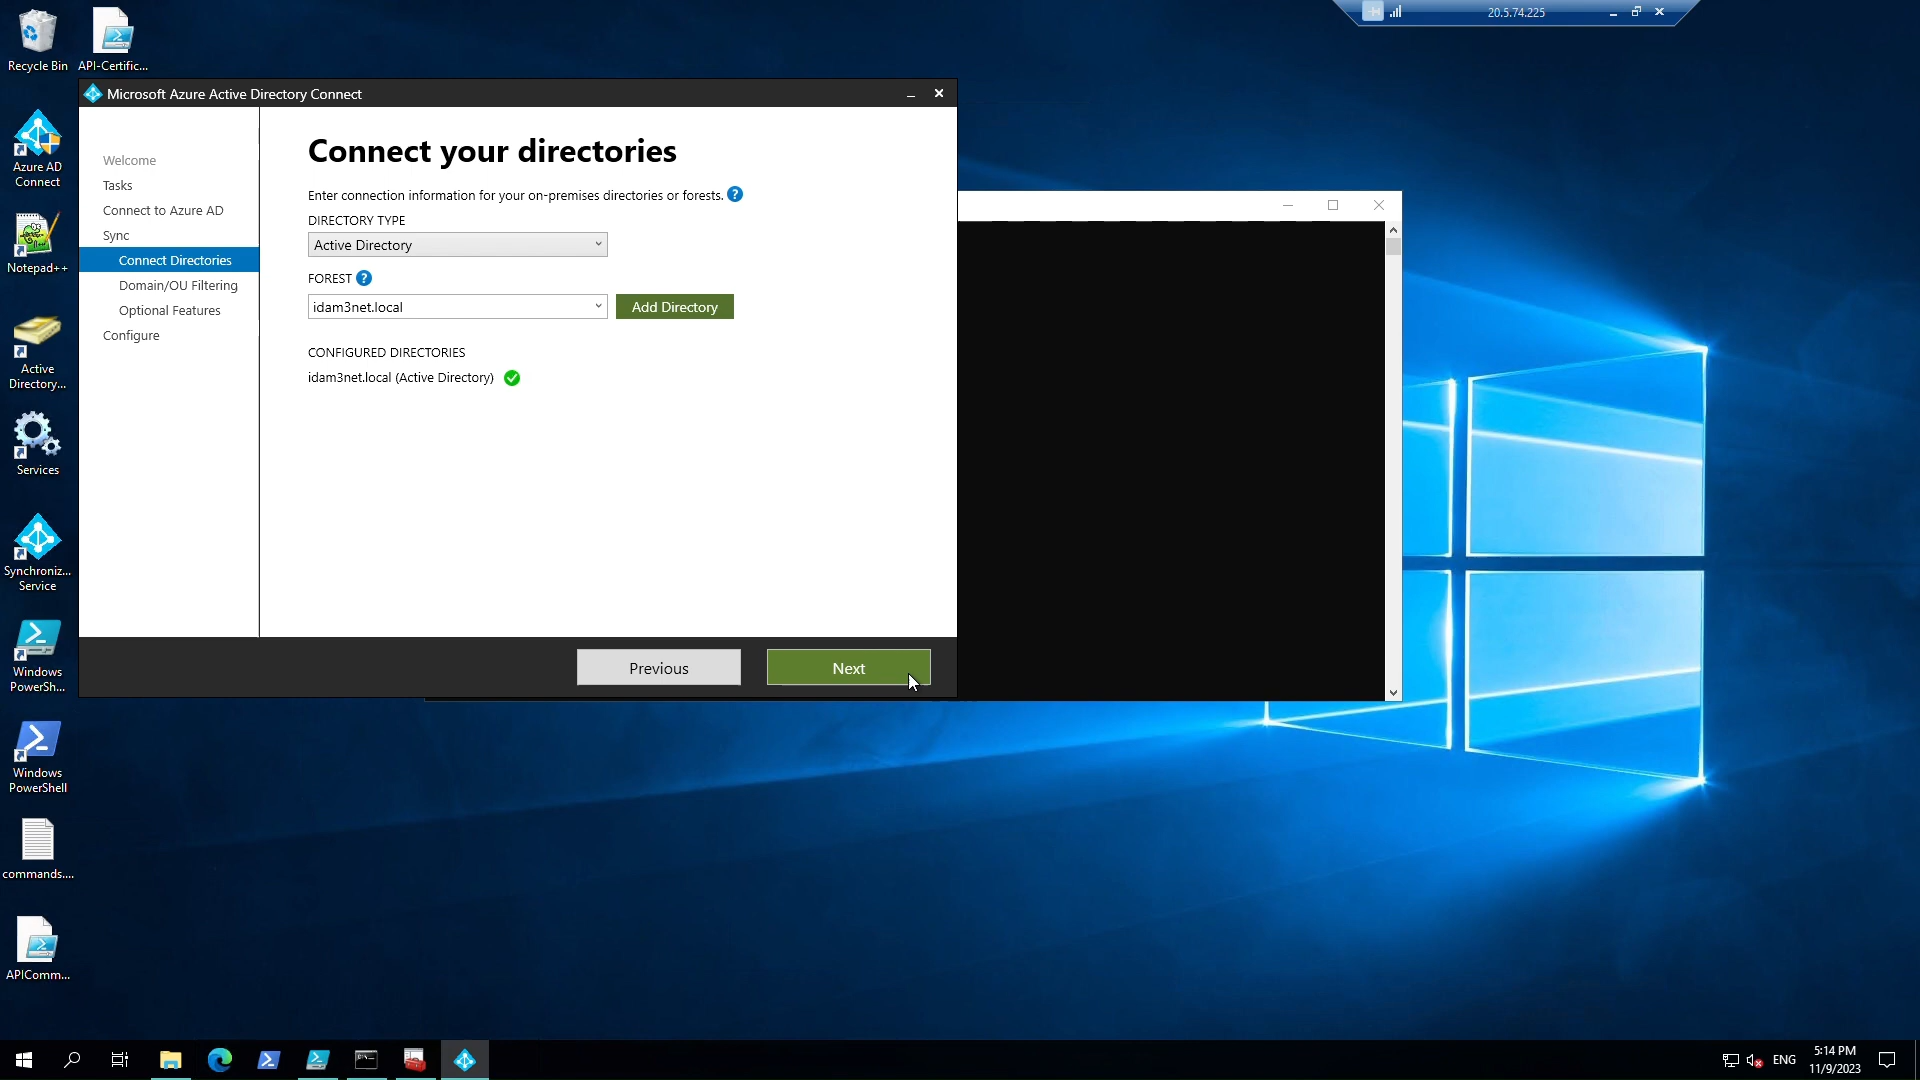 20.5.74.225
Recycle Bin
API-Certific...
Azure AD
Connect
Notepad++
Active
Directory...
Services
Synchroniz...
Service
Windows
PowerSh...
Windows
PowerShell
commands....
APIComm...
Microsoft Azure Active Directory Connect
Welcome
Tasks
Connect to Azure AD
Sync
Connect Directories
Domain/OU Filtering
Optional Features
Configure
Connect your directories
Enter connection information for your on-premises directories or forests. ?
DIRECTORY TYPE
Active Directory
FOREST ?
idam3net.local
Add Directory
CONFIGURED DIRECTORIES
idam3net.local (Active Directory)
Previous
Next
ENG
5:14 PM
11/9/2023